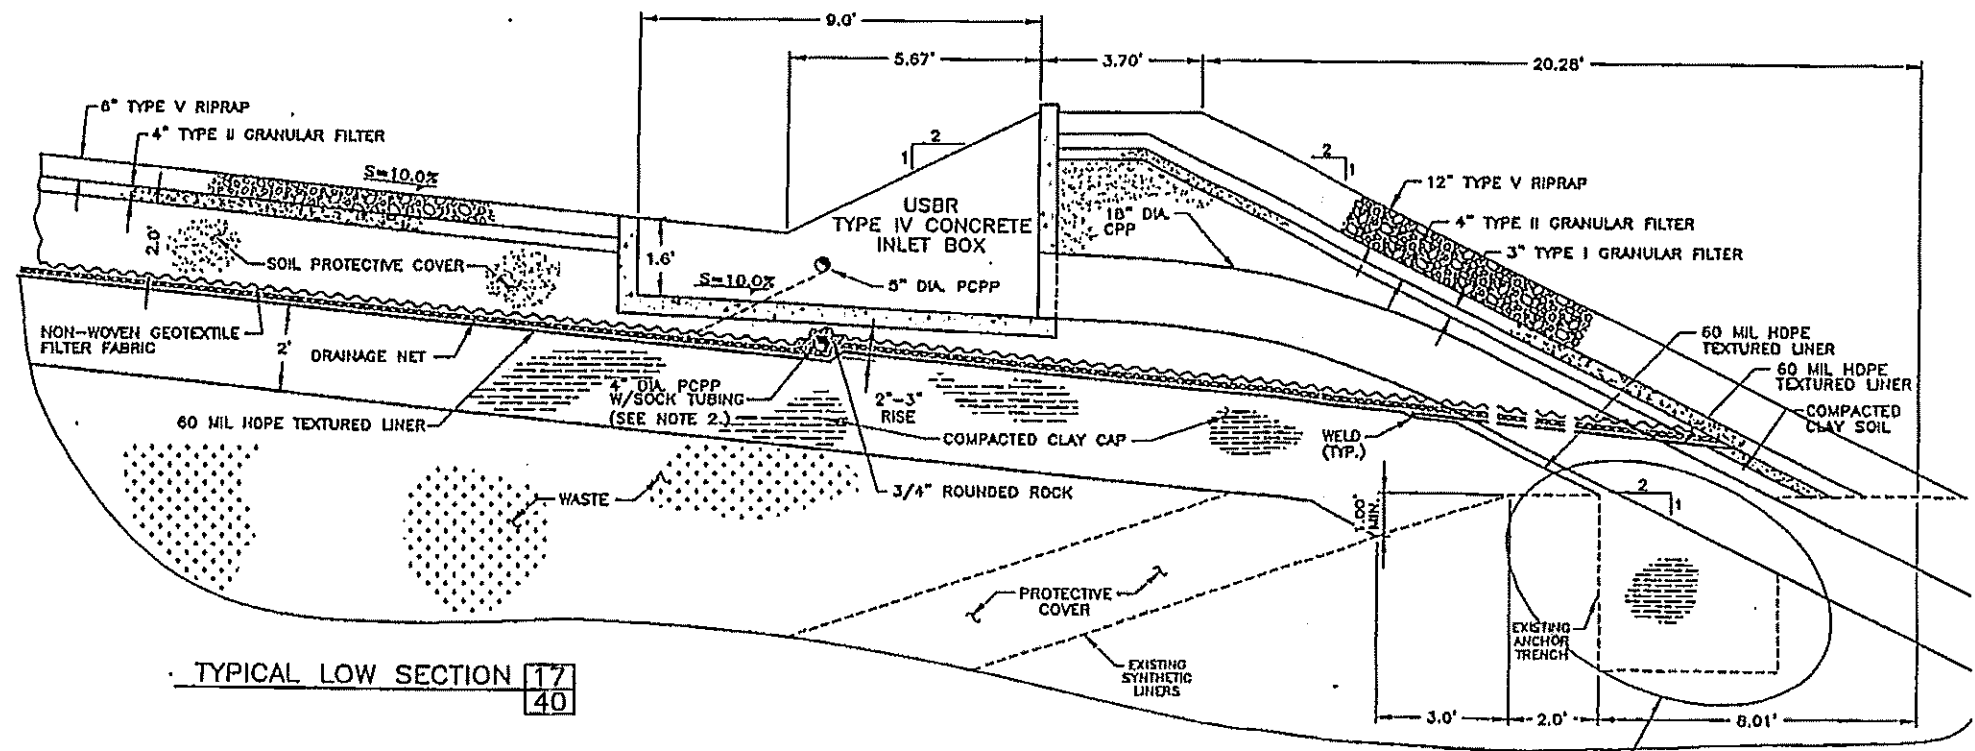 9.0'
5.67'
3.70'
20.28'
6" TYPE V RIPRAP
4" TYPE II GRANULAR FILTER
S=10.0%
2
1
2
1
12" TYPE V RIPRAP
4" TYPE II GRANULAR FILTER
3" TYPE I GRANULAR FILTER
USBR
TYPE IV CONCRETE
INLET BOX
18" DIA.
CPP
2.0'
SOIL PROTECTIVE COVER
1.6'
S=10.0%
5" DIA. PCPP
NON-WOVEN GEOTEXTILE
FILTER FABRIC
2'
DRAINAGE NET
60 MIL HDPE
TEXTURED LINER
60 MIL HDPE
TEXTURED LINER
COMPACTED
CLAY SOIL
4" DIA. PCPP
W/SOCK TUBING
(SEE NOTE 2.)
2"-3"
RISE
60 MIL HDPE TEXTURED LINER
COMPACTED CLAY CAP
WELD
(TYP.)
WASTE
3/4" ROUNDED ROCK
1.00'
MIN.
2
1
PROTECTIVE
COVER
EXISTING
ANCHOR
TRENCH
EXISTING
SYNTHETIC
LINERS
TYPICAL LOW SECTION 17
40
3.0'
2.0'
8.01'